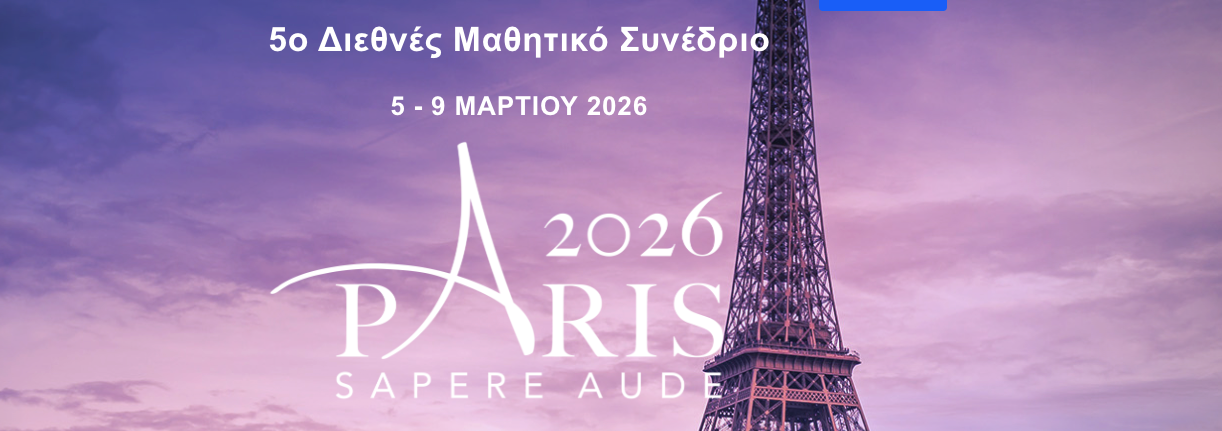 5ο Διεθνές Μαθητικό Συνέδριο
5 - 9 ΜΑΡΤΙΟΥ 2026
2026
PARIS
SAPERE AUDE